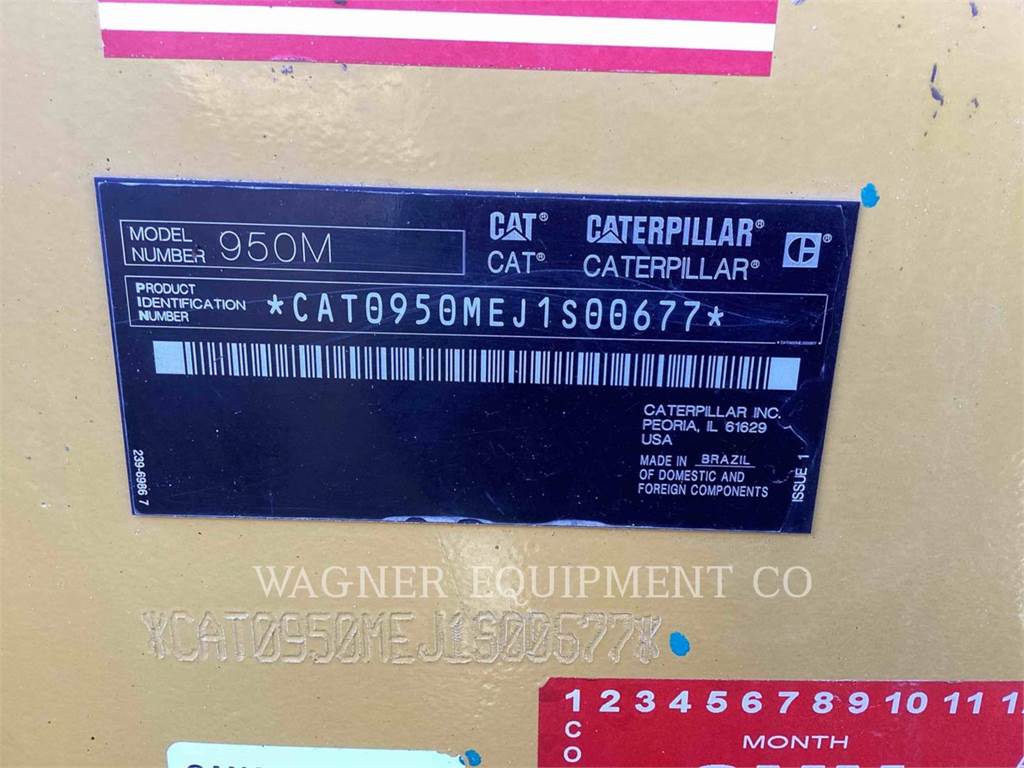 MODEL NUMBER 950M
CAT® CATERPILLAR®
CAT® CATERPILLAR®
PRODUCT IDENTIFICATION NUMBER *CAT0950MEJ1S00677*
CATERPILLAR INC.
PEORIA, IL 61629
USA
MADE IN BRAZIL
OF DOMESTIC AND
FOREIGN COMPONENTS
239-6986 7
ISSUE 1
WAGNER EQUIPMENT CO
*CAT0950MEJ1S00677*
1 2 3 4 5 6 7 8 9 10 11
CO
MONTH